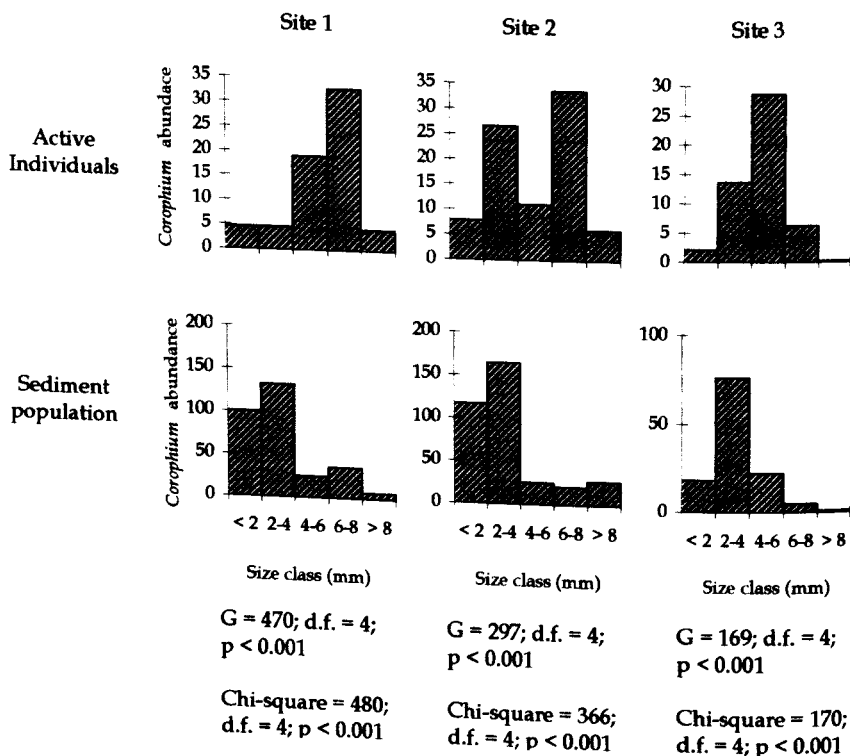 Site 1
Site 2
Site 3
Active
Individuals
Corophium abundace
35
30
25
20
15
10
5
0
35
30
25
20
15
10
5
0
35
30
25
20
15
10
5
0
Sediment
population
Corophium abundance
200
150
100
50
0
200
150
100
50
0
100
50
0
< 2 2-4 4-6 6-8 > 8
< 2 2-4 4-6 6-8 > 8
< 2 2-4 4-6 6-8 > 8
Size class (mm)
Size class (mm)
Size class (mm)
G = 470; d.f. = 4;
p < 0.001
G = 297; d.f. = 4;
p < 0.001
G = 169; d.f. = 4;
p < 0.001
Chi-square = 480;
d.f. = 4; p < 0.001
Chi-square = 366;
d.f. = 4; p < 0.001
Chi-square = 170;
d.f. = 4; p < 0.001